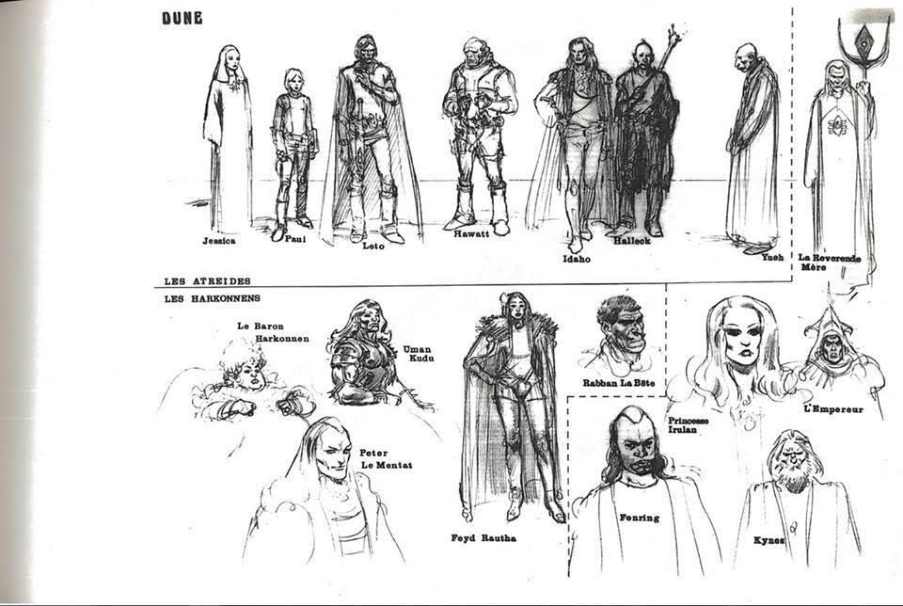 DUNE
Jessica
Paul
Leto
Hawatt
Idaho
Halleck
Yueh
La Reverende
Mère
LES ATREIDES
LES HARKONNENS
Le Baron
Harkonnen
Uman
Kudu
Rabban La Bête
Princesse
Irulan
L'Empereur
Peter
Le Mentat
Feyd Rautha
Fenring
Kynes